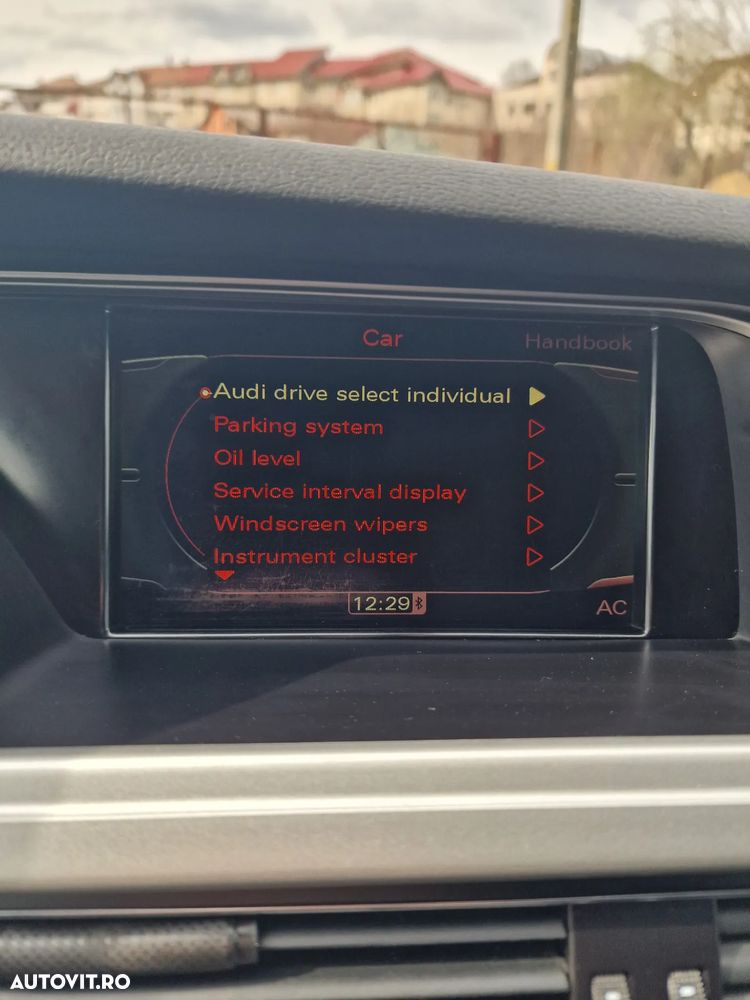 Car
Handbook
Audi drive select individual
Parking system
Oil level
Service interval display
Windscreen wipers
Instrument cluster
12:29
AC
AUTOVIT.RO